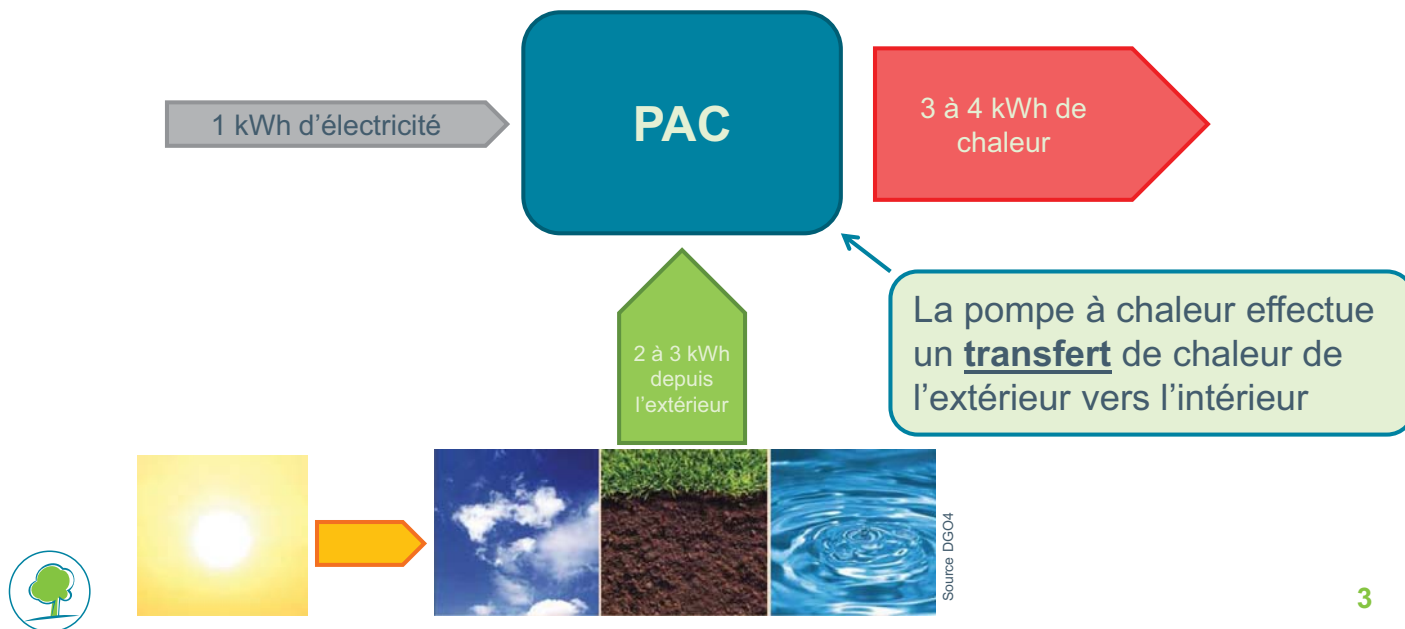 1 kWh d’électricité
PAC
3 à 4 kWh de
chaleur
2 à 3 kWh
depuis
l’extérieur
La pompe à chaleur effectue
un transfert de chaleur de
l’extérieur vers l’intérieur
Source DGO4
3